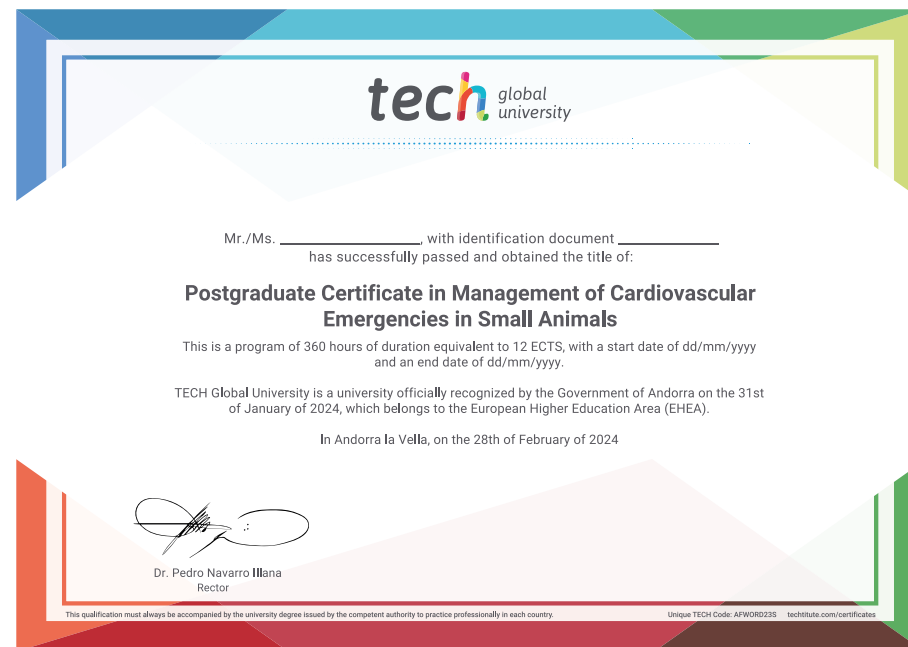 tech global
university
Mr./Ms. ____________, with identification document ____________
has successfully passed and obtained the title of:
Postgraduate Certificate in Management of Cardiovascular
Emergencies in Small Animals
This is a program of 360 hours of duration equivalent to 12 ECTS, with a start date of dd/mm/yyyy
and an end date of dd/mm/yyyy.
TECH Global University is a university officially recognized by the Government of Andorra on the 31st
of January of 2024, which belongs to the European Higher Education Area (EHEA).
In Andorra la Vella, on the 28th of February of 2024
Dr. Pedro Navarro Illana
Rector
This qualification must always be accompanied by the university degree issued by the competent authority to practice professionally in each country.
Unique TECH Code: AFWORD23S techtitute.com/certificates